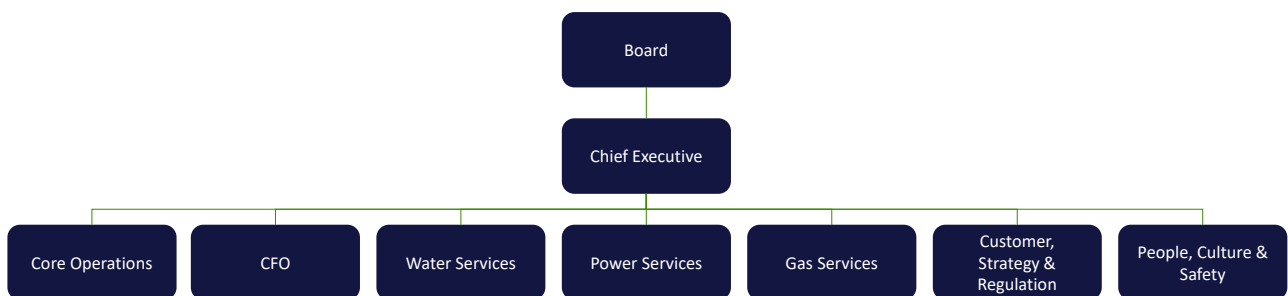 Board
Chief Executive
Core Operations
CFO
Water Services
Power Services
Gas Services
Customer,
Strategy &
Regulation
People, Culture &
Safety